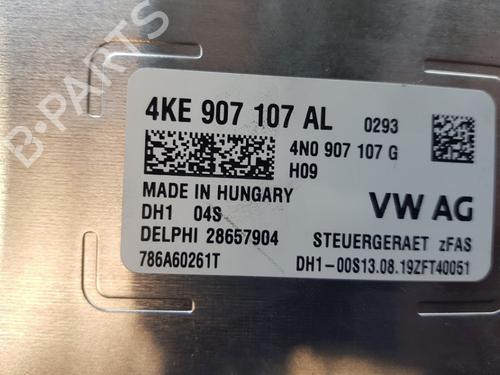 B-PARTS
4KE 907 107 AL 0293
4N0 907 107 G
H09
MADE IN HUNGARY
DH1 04S
VW AG
DELPHI 28657904 STEUERGERAET zFAS
786A60261T DH1-00S13.08.19ZFT40051